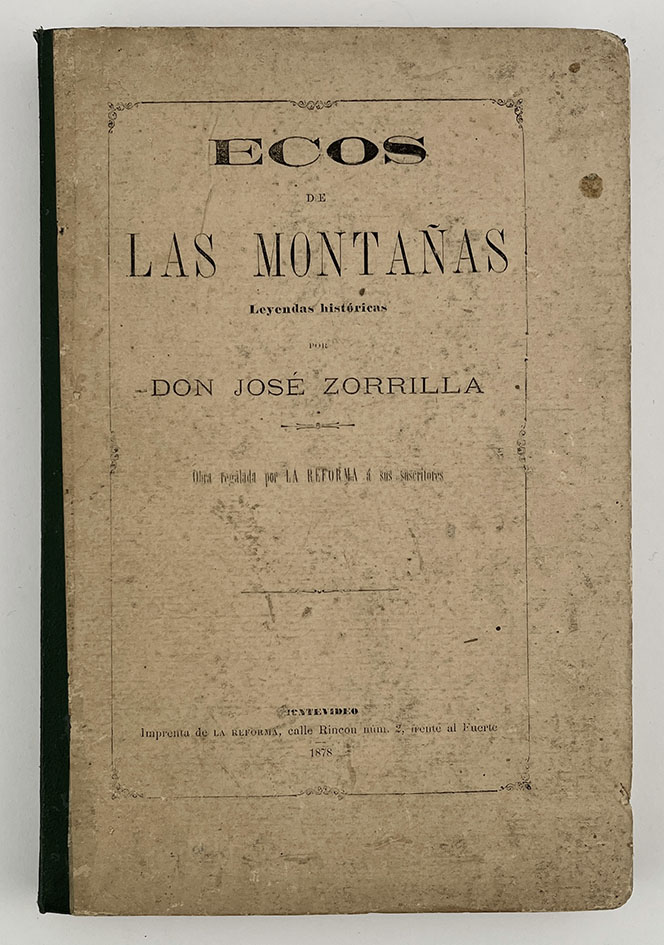 ECOS
DE
LAS MONTAÑAS
Leyendas históricas
POR
DON JOSÉ ZORRILLA
Obra regalada por LA REFORMA á sus suscritores
MONTEVIDEO
Imprenta de LA REFORMA, calle Rincon núm. 2, frente al Fuerte
1878